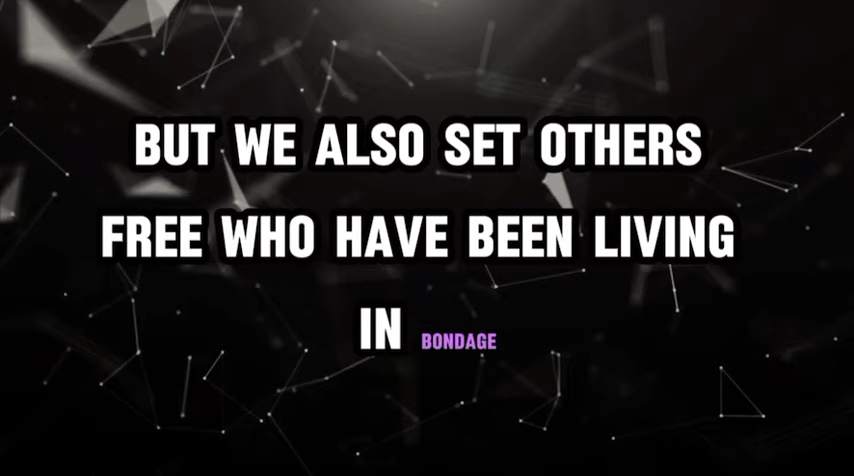 BUT WE ALSO SET OTHERS
FREE WHO HAVE BEEN LIVING
IN BONDAGE